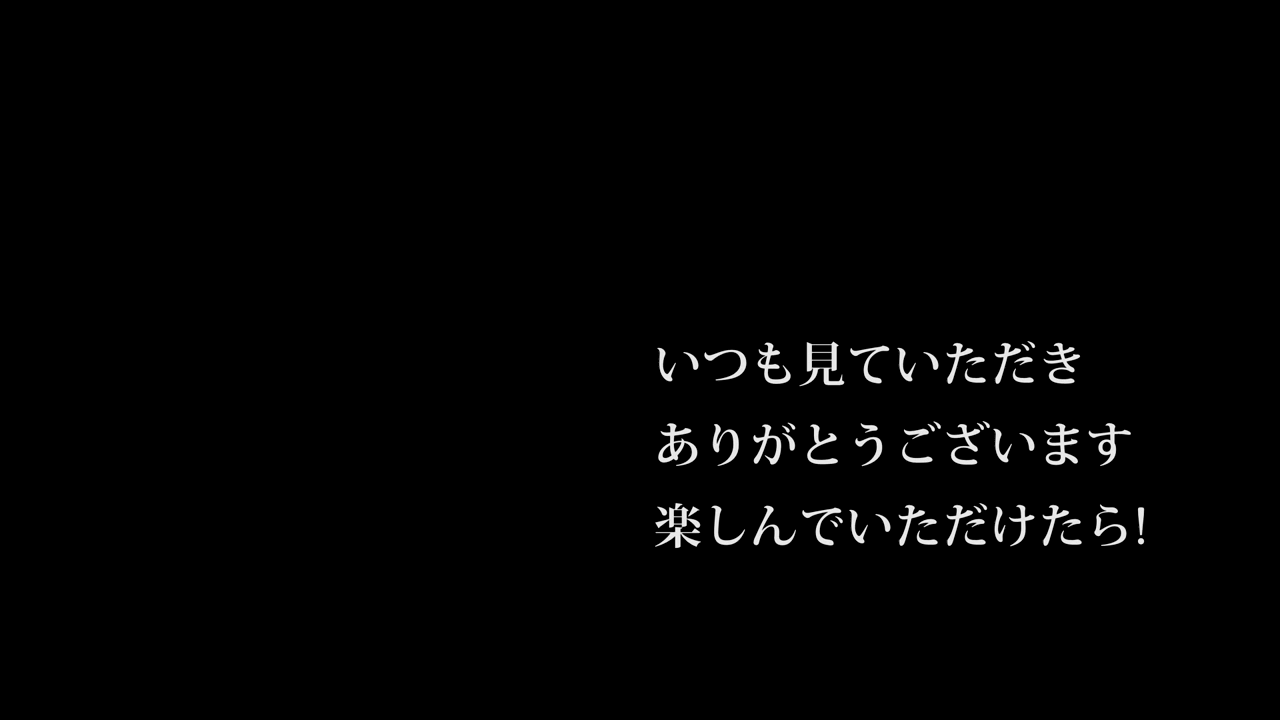 いつも見ていただき
ありがとうございます
楽しんでいただけたら!